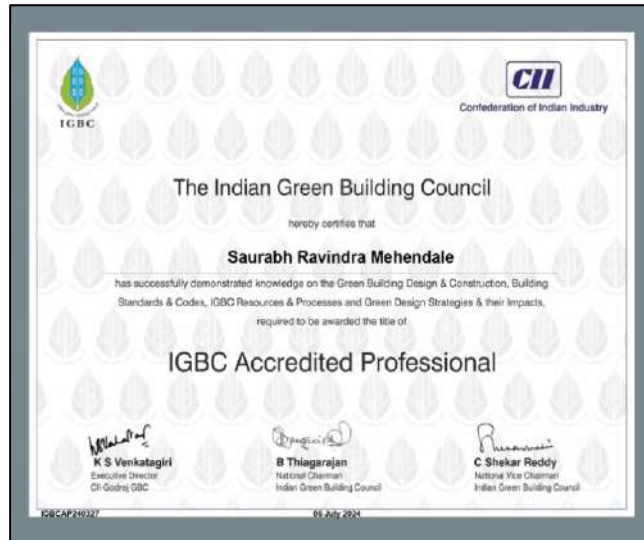 IGBC
CII
Confederation of Indian Industry
The Indian Green Building Council
hereby certifies that
Saurabh Ravindra Mehendale
has successfully demonstrated knowledge on the Green Building Design & Construction, Building
Standards & Codes, IGBC Resources & Processes and Green Design Strategies & their Impacts,
required to be awarded the title of
IGBC Accredited Professional
K S Venkatagiri
Executive Director
CII-Godrej GBC
B Thiagarajan
National Chairman
Indian Green Building Council
C Shekar Reddy
National Vice Chairman
Indian Green Building Council
IGBCAP240327
06 July 2024